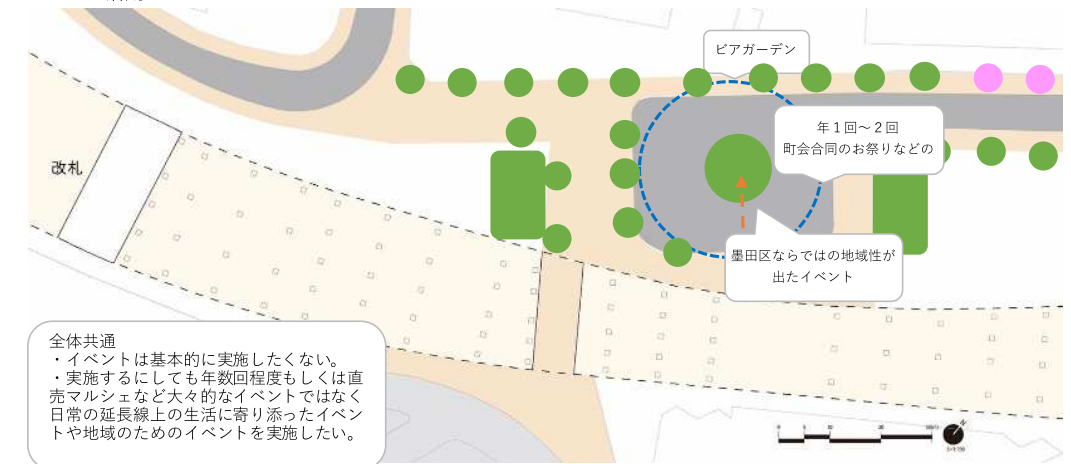 ビアガーデン
年１回～２回
町会合同のお祭りなどの
改札
墨田区ならではの地域性が
出たイベント
全体共通
・イベントは基本的に実施したくない。
・実施するにしても年数回程度もしくは直
売マルシェなど大々的なイベントではなく
日常の延長線上の生活に寄り添ったイベン
トや地域のためのイベントを実施したい。
N